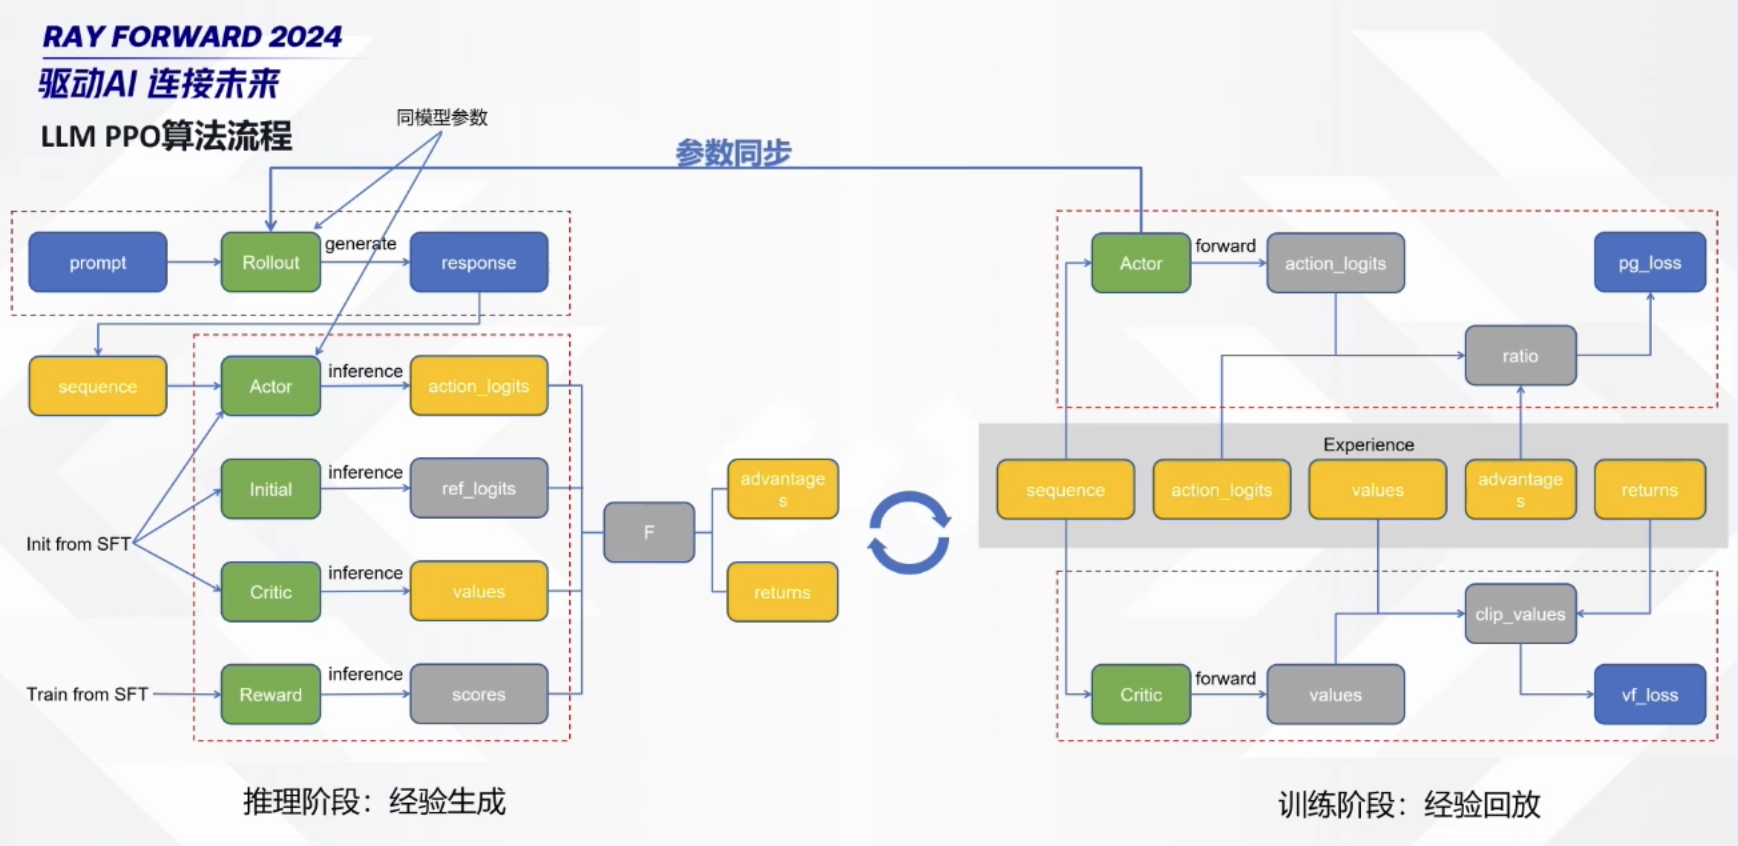 RAY FORWARD 2024
驱动AI 连接未来
LLM PPO算法流程
同模型参数
参数同步
prompt
Rollout
generate
response
sequence
Actor
inference
action_logits
Initial
inference
ref_logits
Init from SFT
Critic
inference
values
Train from SFT
Reward
inference
scores
F
advantage
s
returns
推理阶段：经验生成
Actor
forward
action_logits
pg_loss
ratio
Experience
sequence
action_logits
values
advantage
s
returns
clip_values
Critic
forward
values
vf_loss
训练阶段：经验回放